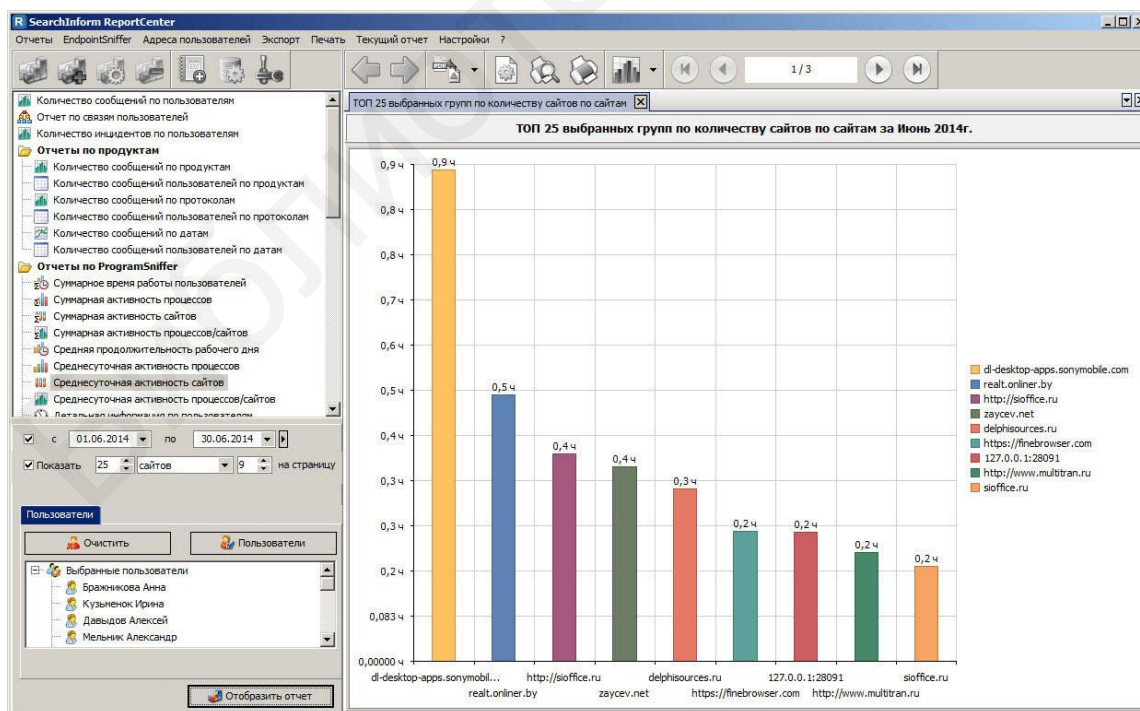 SearchInform ReportCenter
Отчеты EndpointSniffer Адреса пользователей Экспорт Печать Текущий отчет Настройки ?
1/3
Количество сообщений по пользователям
Отчет по связям пользователей
Количество инцидентов по пользователям
Отчеты по продуктам
Количество сообщений по продуктам
Количество сообщений пользователей по продуктам
Количество сообщений по протоколам
Количество сообщений пользователей по протоколам
Количество сообщений по датам
Количество сообщений пользователей по датам
Отчеты по ProgramSniffer
Суммарное время работы пользователей
Суммарная активность процессов
Суммарная активность сайтов
Суммарная активность процессов/сайтов
Средняя продолжительность рабочего дня
Среднесуточная активность процессов
Среднесуточная активность сайтов
Среднесуточная активность процессов/сайтов
Детальная информация по пользователям
с 01.06.2014 по 30.06.2014
Показать 25 сайтов 9 на страницу
Пользователи
Очистить Пользователи
Выбранные пользователи
Бражникова Анна
Кузьменок Ирина
Давыдов Алексей
Мельник Александр
Отобразить отчет
ТОП 25 выбранных групп по количеству сайтов по сайтам
ТОП 25 выбранных групп по количеству сайтов по сайтам за Июнь 2014г.
0,9 ч
0,8 ч
0,8 ч
0,7 ч
0,6 ч
0,5 ч
0,4 ч
0,3 ч
0,3 ч
0,2 ч
0,083 ч
0,00000 ч
0,9 ч
0,5 ч
0,4 ч
0,4 ч
0,3 ч
0,2 ч
0,2 ч
0,2 ч
0,2 ч
dl-desktop-apps.sonymobil... http://sioffice.ru delphisources.ru 127.0.0.1:28091 sioffice.ru
realt.onliner.by zaycev.net https://finebrowser.com http://www.multitran.ru
dl-desktop-apps.sonymobile.com
realt.onliner.by
http://sioffice.ru
zaycev.net
delphisources.ru
https://finebrowser.com
127.0.0.1:28091
http://www.multitran.ru
sioffice.ru